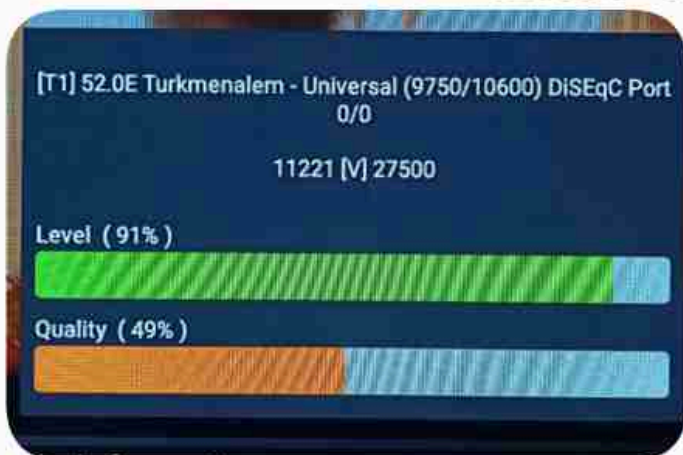 [T1] 52.0E Turkmenalem - Universal (9750/10600) DiSEqC Port
0/0
11221 [V] 27500
Level ( 91% )
Quality ( 49% )